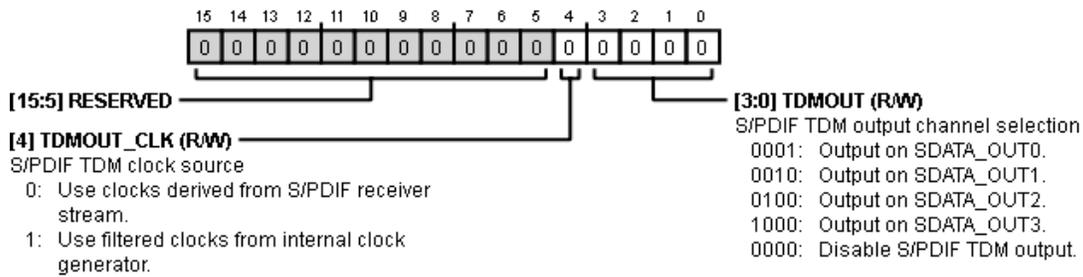 15 14 13 12 11 10 9 8 7 6 5 4 3 2 1 0
0 0 0 0 0 0 0 0 0 0 0 0 0 0 0 0
[15:5] RESERVED
[4] TDMOUT_CLK (R/W)
S/PDIF TDM clock source
0: Use clocks derived from S/PDIF receiver
stream.
1: Use filtered clocks from internal clock
generator.
[3:0] TDMOUT (R/W)
S/PDIF TDM output channel selection
0001: Output on SDATA_OUT0.
0010: Output on SDATA_OUT1.
0100: Output on SDATA_OUT2.
1000: Output on SDATA_OUT3.
0000: Disable S/PDIF TDM output.